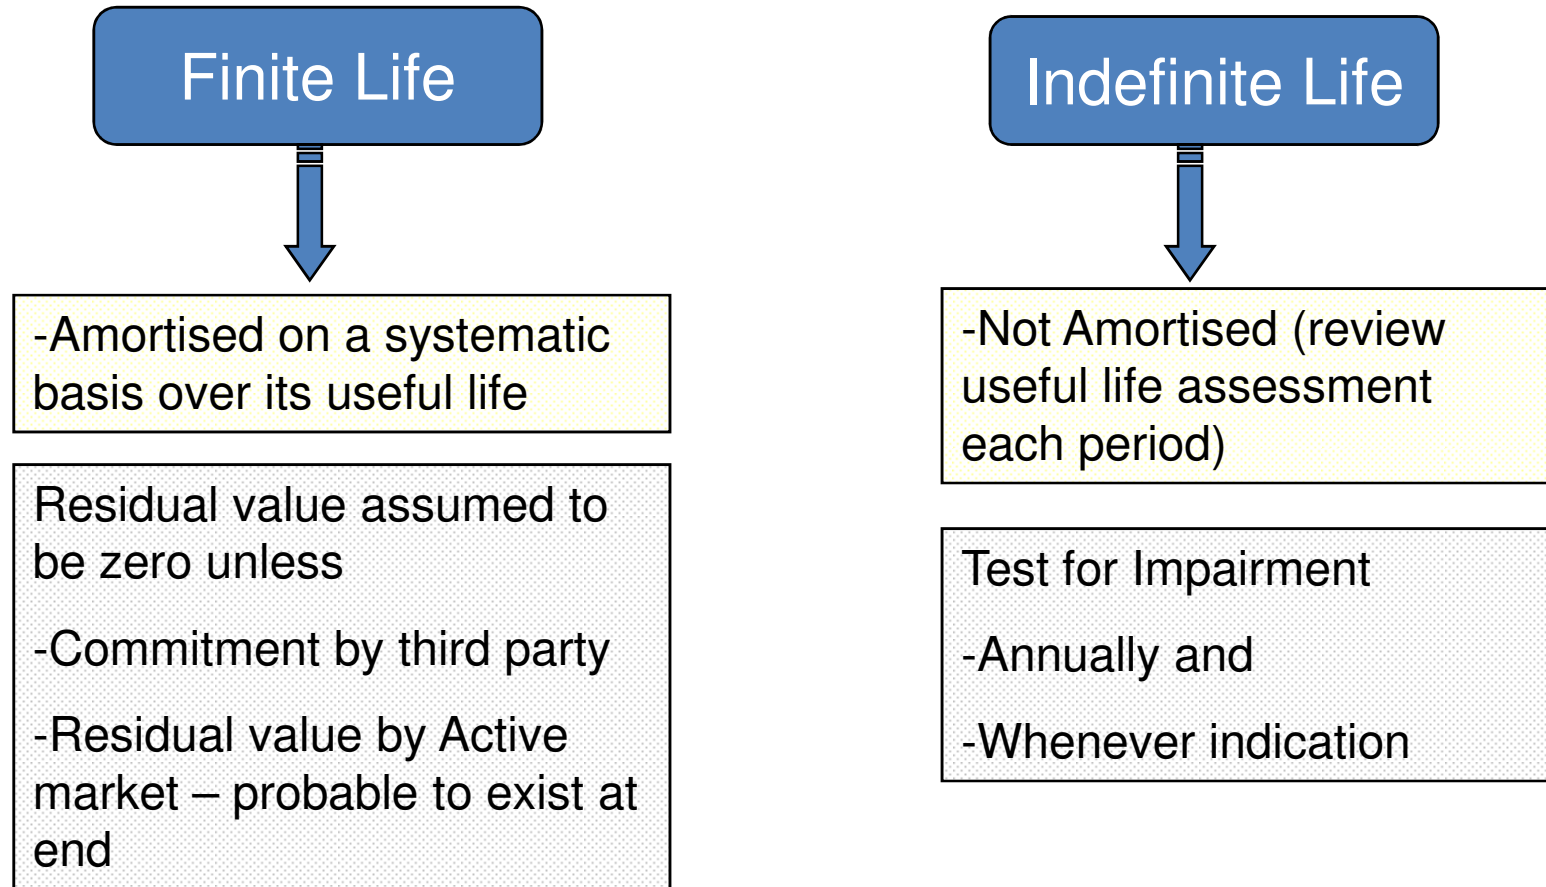 Finite Life
-Amortised on a systematic
basis over its useful life
Residual value assumed to
be zero unless
-Commitment by third party
-Residual value by Active
market – probable to exist at
end
Indefinite Life
-Not Amortised (review
useful life assessment
each period)
Test for Impairment
-Annually and
-Whenever indication